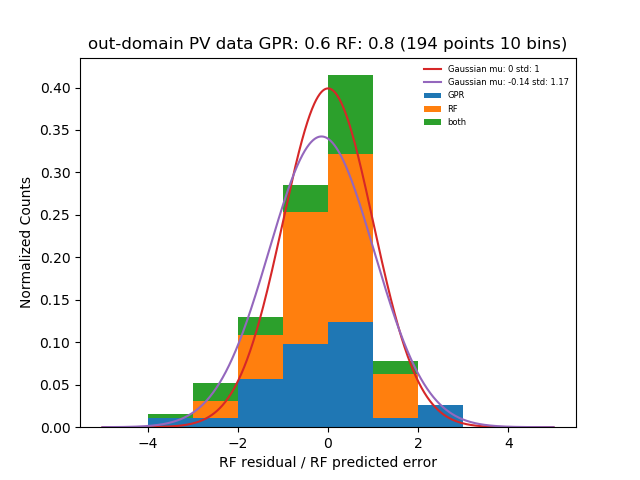 out-domain PV data GPR: 0.6 RF: 0.8 (194 points 10 bins)
Gaussian mu: 0 std: 1
Gaussian mu: -0.14 std: 1.17
GPR
RF
both
Normalized Counts
0.40
0.35
0.30
0.25
0.20
0.15
0.10
0.05
0.00
−4 −2 0 2 4
RF residual / RF predicted error